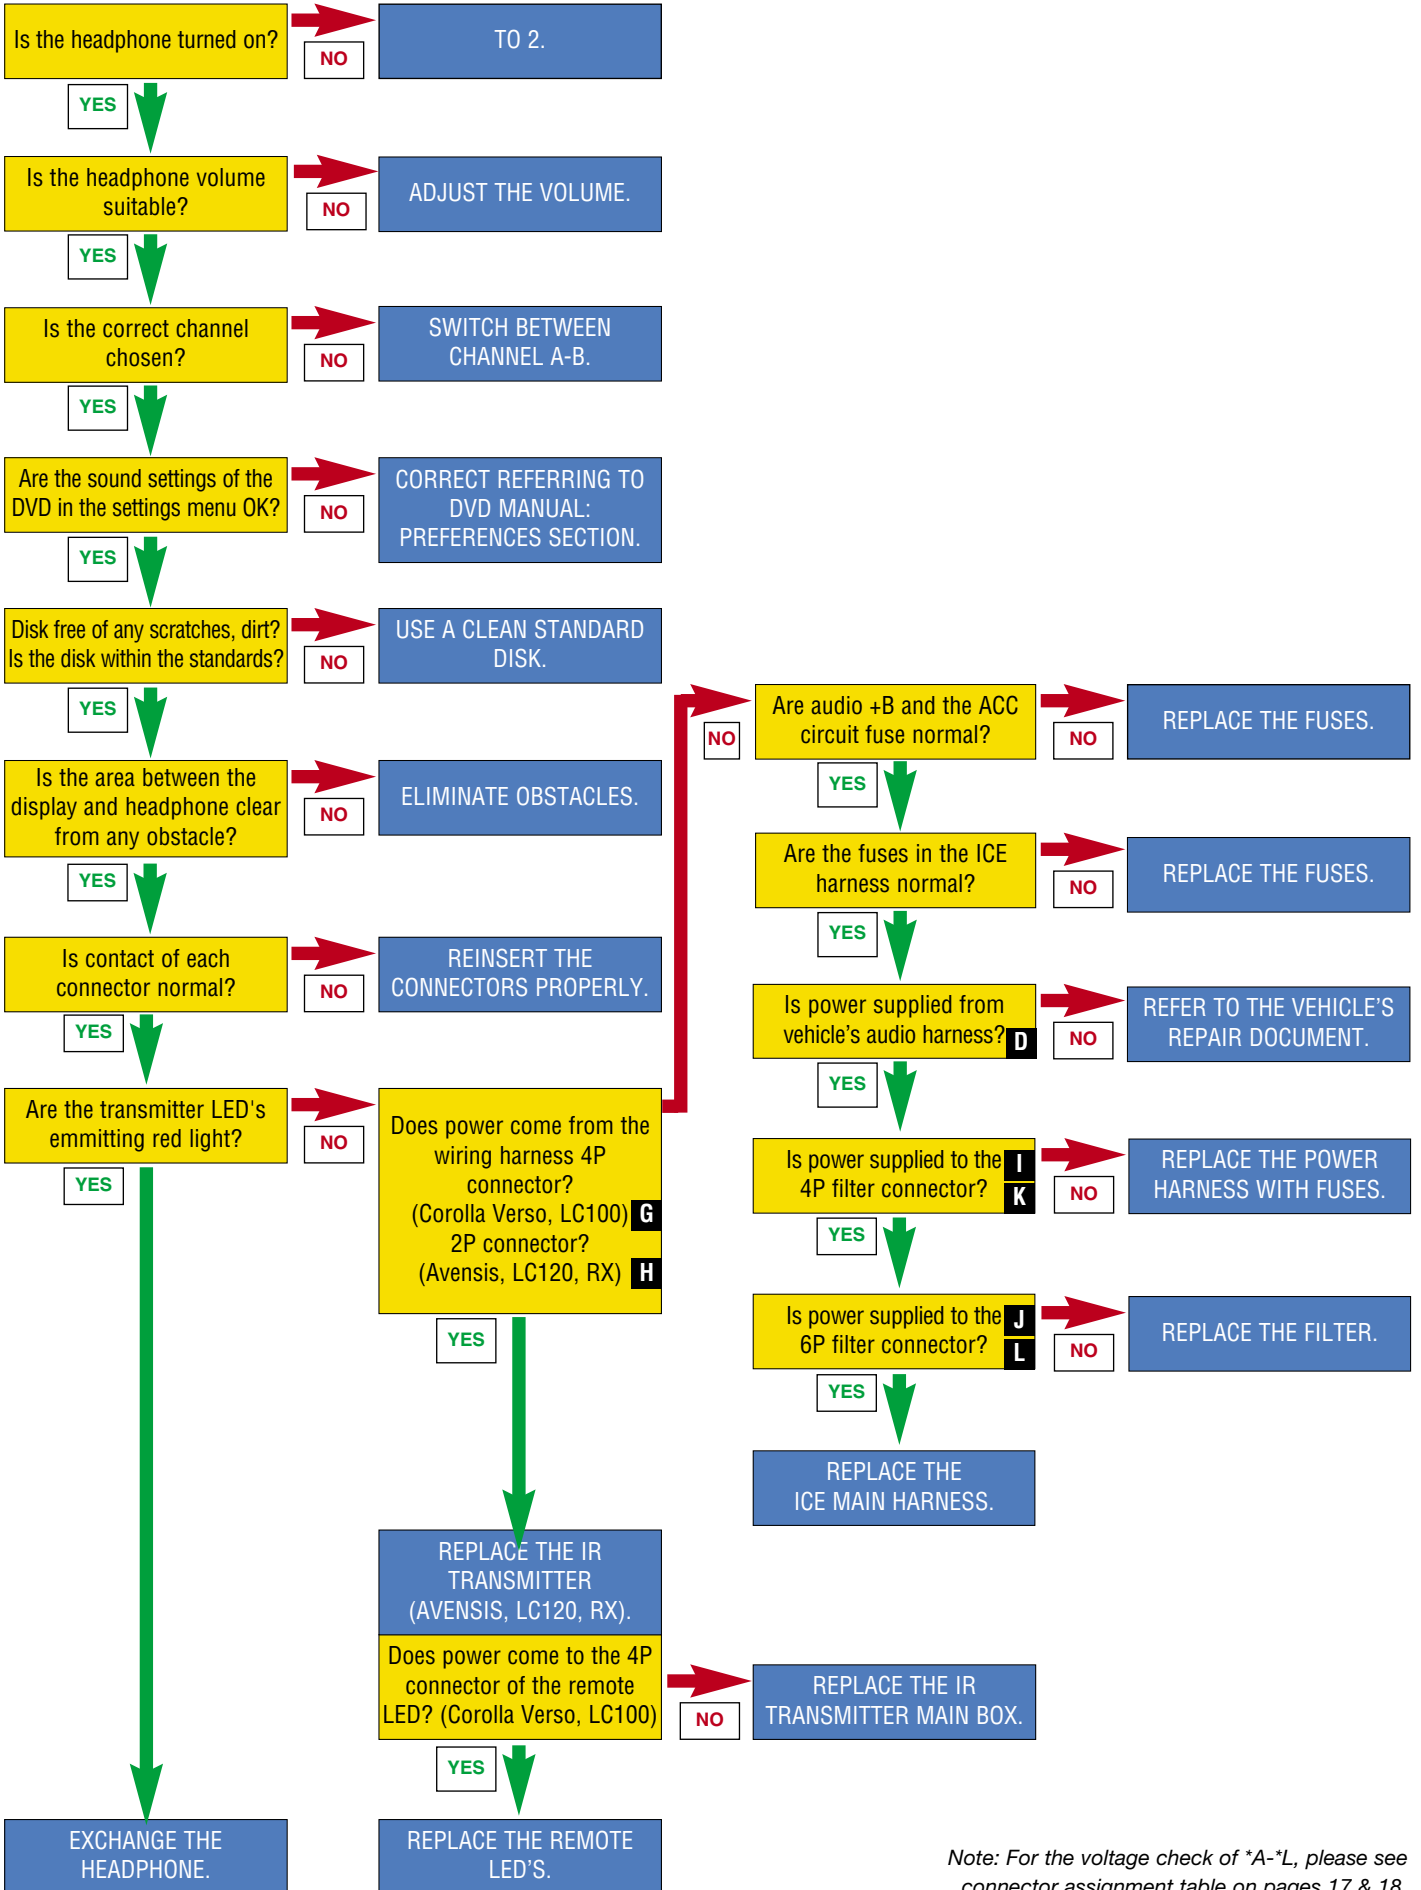 Is the headphone turned on?
NO
TO 2.
YES
Is the headphone volume
suitable?
NO
ADJUST THE VOLUME.
YES
Is the correct channel
chosen?
NO
SWITCH BETWEEN
CHANNEL A-B.
YES
Are the sound settings of the
DVD in the settings menu OK?
NO
CORRECT REFERRING TO
DVD MANUAL:
PREFERENCES SECTION.
YES
Disk free of any scratches, dirt?
Is the disk within the standards?
NO
USE A CLEAN STANDARD
DISK.
YES
Is the area between the
display and headphone clear
from any obstacle?
NO
ELIMINATE OBSTACLES.
YES
Is contact of each
connector normal?
NO
REINSERT THE
CONNECTORS PROPERLY.
YES
Are the transmitter LED's
emmitting red light?
NO
YES
Does power come from the
wiring harness 4P
connector?
(Corolla Verso, LC100) G
2P connector?
(Avensis, LC120, RX) H
NO
Are audio +B and the ACC
circuit fuse normal?
NO
REPLACE THE FUSES.
YES
Are the fuses in the ICE
harness normal?
NO
REPLACE THE FUSES.
YES
Is power supplied from
vehicle's audio harness? D
NO
REFER TO THE VEHICLE'S
REPAIR DOCUMENT.
YES
Is power supplied to the I
4P filter connector? K
NO
REPLACE THE POWER
HARNESS WITH FUSES.
YES
Is power supplied to the J
6P filter connector? L
NO
REPLACE THE FILTER.
YES
REPLACE THE
ICE MAIN HARNESS.
YES
REPLACE THE IR
TRANSMITTER
(AVENSIS, LC120, RX).
Does power come to the 4P
connector of the remote
LED? (Corolla Verso, LC100)
NO
REPLACE THE IR
TRANSMITTER MAIN BOX.
YES
EXCHANGE THE
HEADPHONE.
REPLACE THE REMOTE
LED'S.
Note: For the voltage check of *A-*L, please see
connector assignment table on pages 17 & 18.